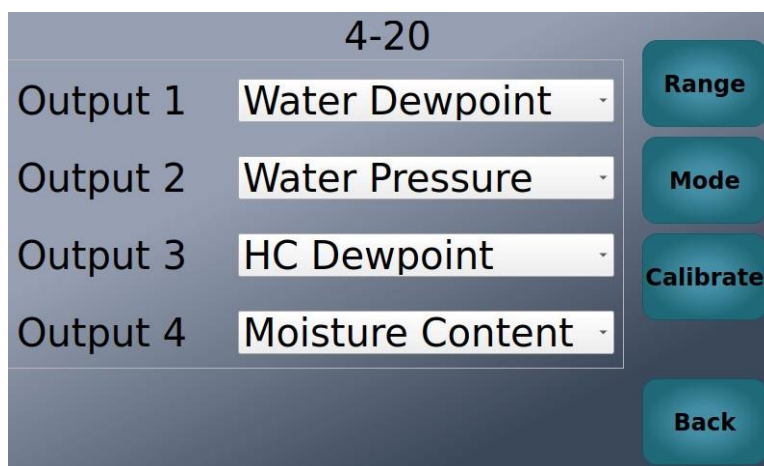 4-20
Output 1 Water Dewpoint
Output 2 Water Pressure
Output 3 HC Dewpoint
Output 4 Moisture Content
Range
Mode
Calibrate
Back